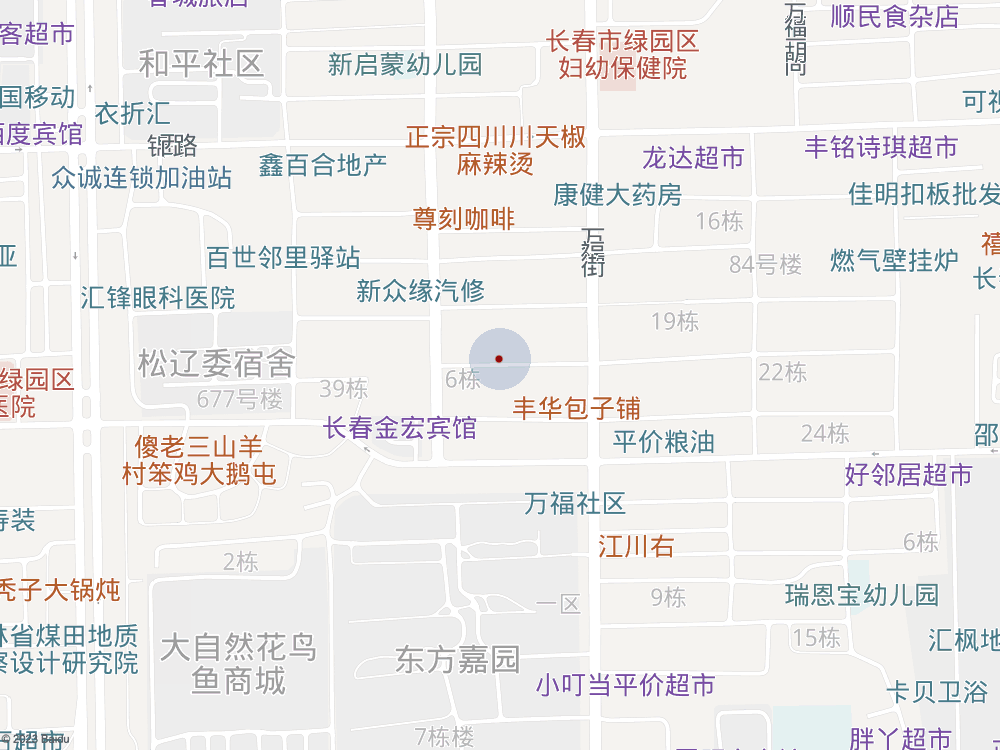 顺民食杂店
客超市
长春市绿园区
妇幼保健院
万福胡同
和平社区
新启蒙幼儿园
国移动
衣折汇
百度宾馆
正宗四川川天椒
麻辣烫
龙达超市
丰铭诗琪超市
众诚连锁加油站
鑫百合地产
康健大药房
佳明扣板批发
尊刻咖啡
16栋
万福街
亚
百世邻里驿站
84号楼
燃气壁挂炉
汇锋眼科医院
新众缘汽修
19栋
松辽委宿舍
39栋
6栋
22栋
绿园区
医院
677号楼
丰华包子铺
长春金宏宾馆
平价粮油
24栋
傻老三山羊
村笨鸡大鹅屯
好邻居超市
万福社区
寿装
江川右
6栋
2栋
秃子大锅炖
9栋
一区
瑞恩宝幼儿园
林省煤田地质
察设计研究院
15栋
汇枫地
大自然花鸟
鱼商城
东方嘉园
小叮当平价超市
卡贝卫浴
7栋楼
胖丫超市
© 2023 Baidu